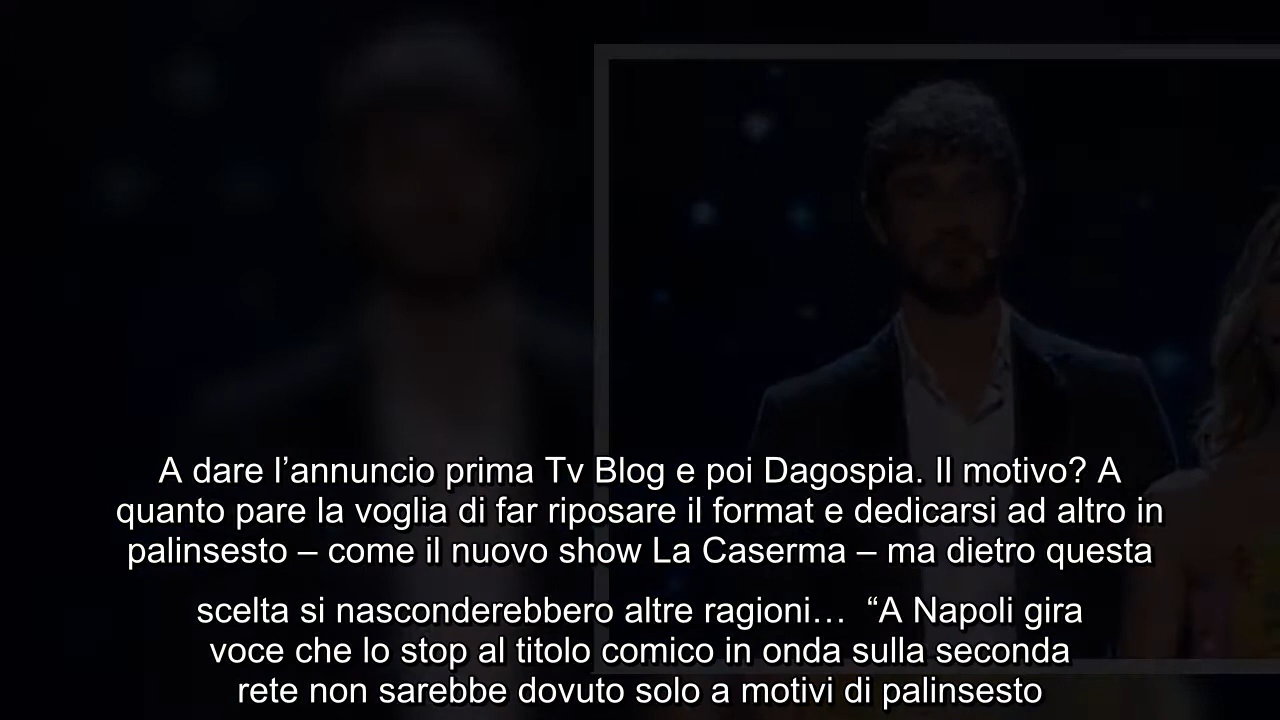 A dare l’annuncio prima Tv Blog e poi Dagospia. Il motivo? A
quanto pare la voglia di far riposare il format e dedicarsi ad altro in
palinsesto – come il nuovo show La Caserma – ma dietro questa
scelta si nasconderebbero altre ragioni…  “A Napoli gira
voce che lo stop al titolo comico in onda sulla seconda
rete non sarebbe dovuto solo a motivi di palinsesto